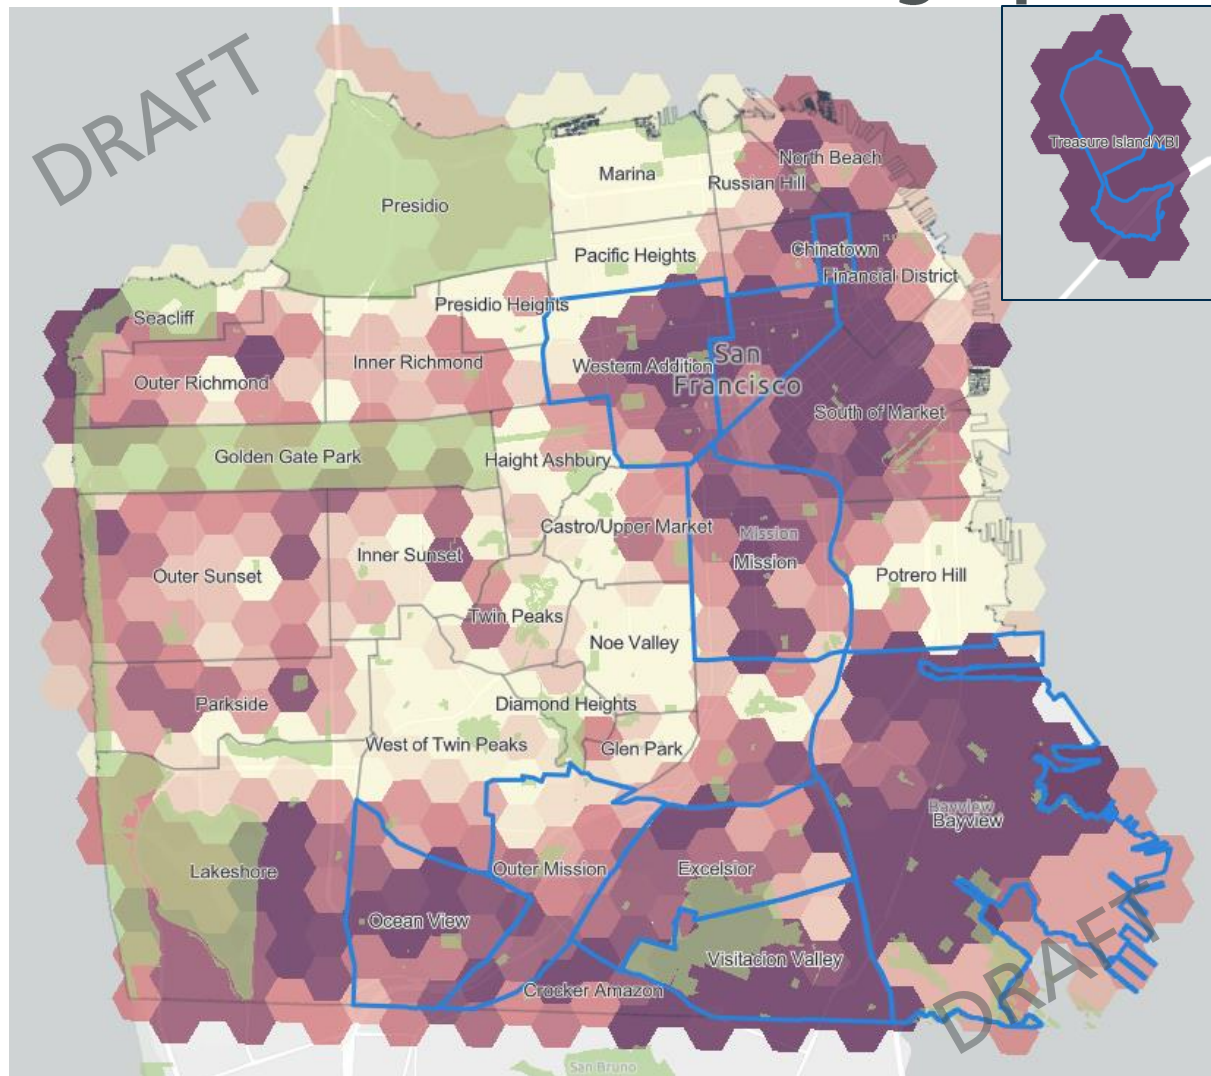 DRAFT
Treasure Island/YBI
North Beach
Marina
Russian Hill
Presidio
Chinatown
Pacific Heights
Financial District
Presidio Heights
Seacliff
San
Francisco
Inner Richmond
Western Addition
Outer Richmond
South of Market
Golden Gate Park
Haight Ashbury
Castro/Upper Market
Mission
Inner Sunset
Mission
Outer Sunset
Potrero Hill
Twin Peaks
Noe Valley
Parkside
Diamond Heights
West of Twin Peaks
Glen Park
Bayview
Bayview
Lakeshore
Outer Mission
Excelsior
Ocean View
Visitacion Valley
Crocker Amazon
DRAFT
San Bruno